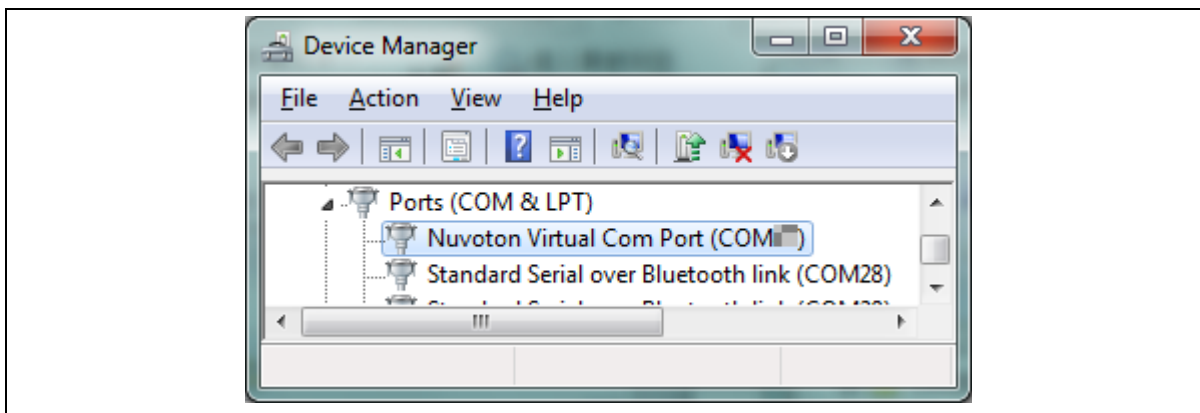 Device Manager
File Action View Help
Ports (COM & LPT)
Nuvoton Virtual Com Port (COM)
Standard Serial over Bluetooth link (COM28)